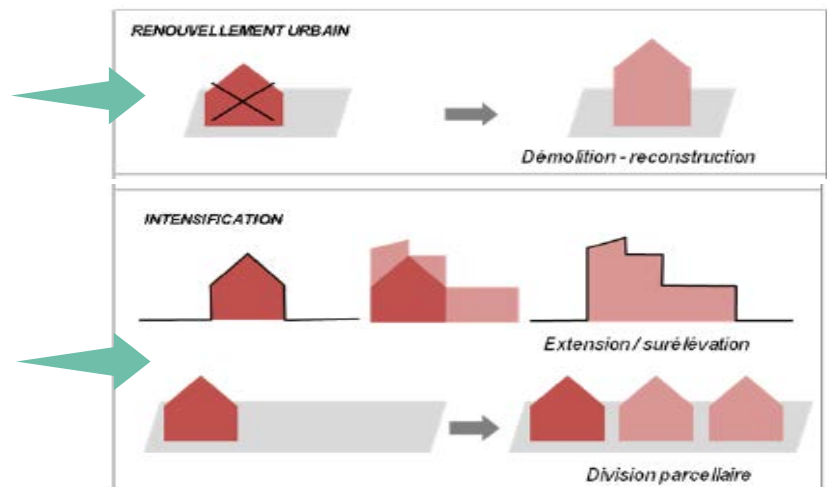 RENOUVELLEMENT URBAIN
Démolition - reconstruction
INTENSIFICATION
Extension / surélévation
Division parcellaire